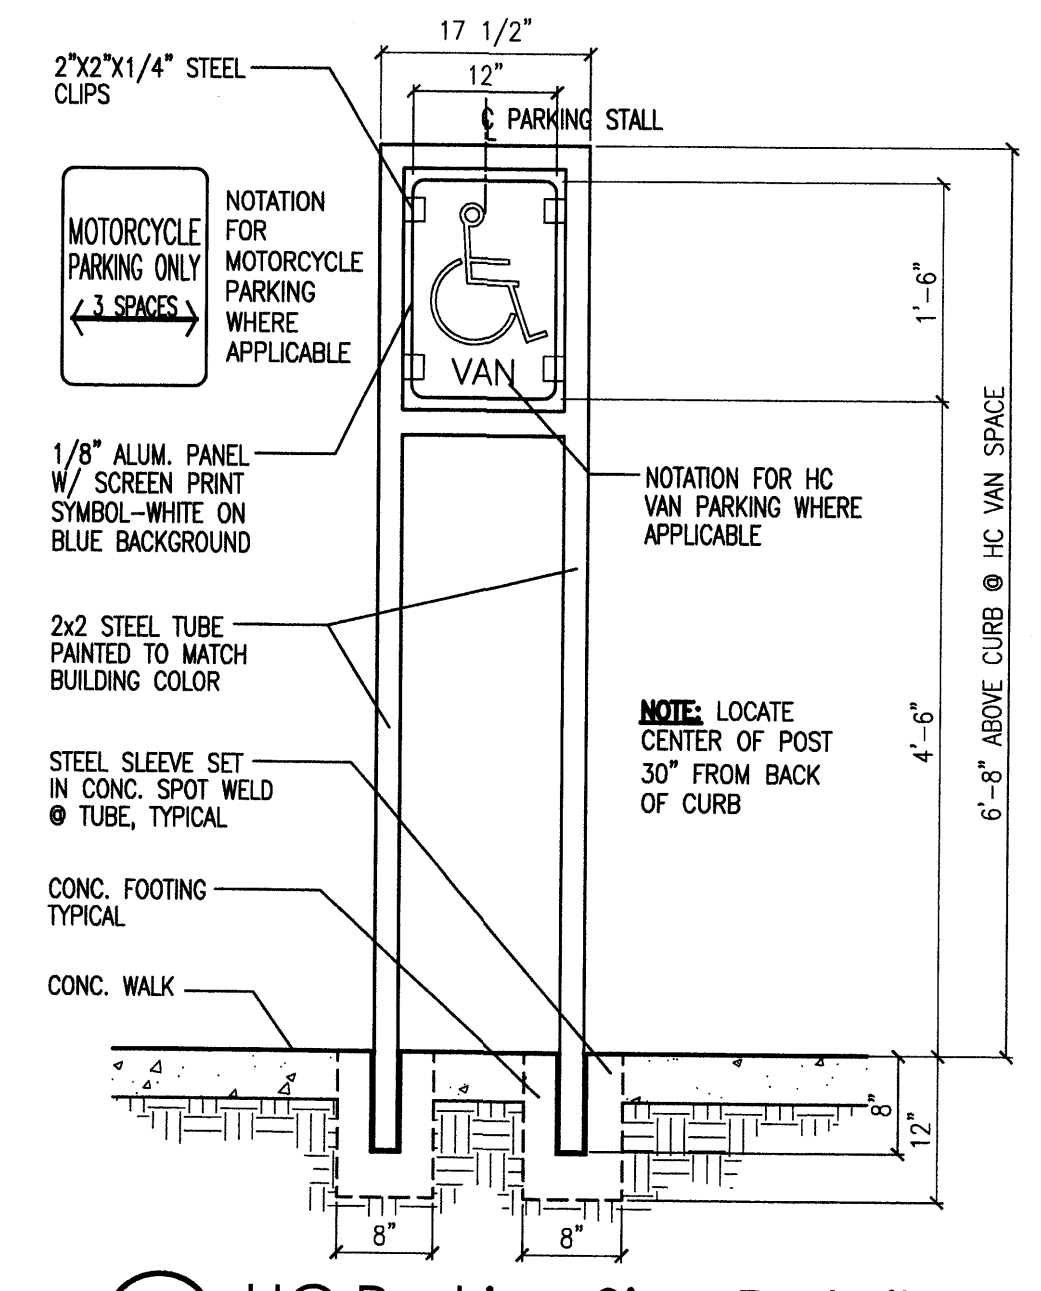 17 1/2"
2"X2"X1/4" STEEL
CLIPS
12"
℄ PARKING STALL
MOTORCYCLE
PARKING ONLY
3 SPACES
NOTATION
FOR
MOTORCYCLE
PARKING
WHERE
APPLICABLE
VAN
1'-6"
1/8" ALUM. PANEL
W/ SCREEN PRINT
SYMBOL-WHITE ON
BLUE BACKGROUND
NOTATION FOR HC
VAN PARKING WHERE
APPLICABLE
6'-8" ABOVE CURB @ HC VAN SPACE
2x2 STEEL TUBE
PAINTED TO MATCH
BUILDING COLOR
NOTE: LOCATE
CENTER OF POST
30" FROM BACK
OF CURB
4'-6"
STEEL SLEEVE SET
IN CONC. SPOT WELD
@ TUBE, TYPICAL
CONC. FOOTING
TYPICAL
CONC. WALK
8"
12"
8"
8"